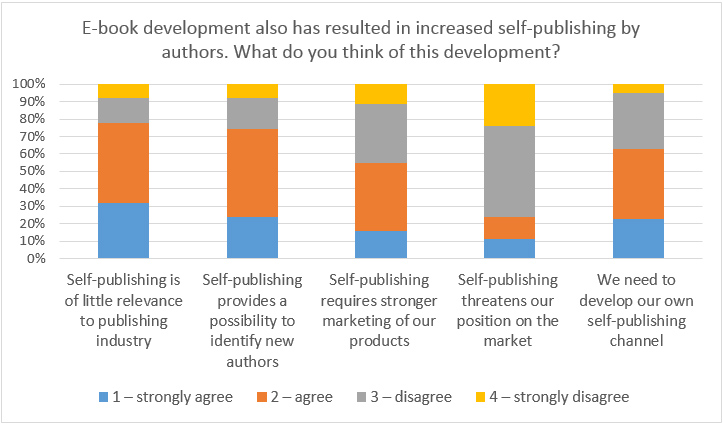 E-book development also has resulted in increased self-publishing by
authors. What do you think of this development?
100%
90%
80%
70%
60%
50%
40%
30%
20%
10%
0%
Self-publishing is
of little relevance
to publishing
industry
Self-publishing
provides a
possibility to
identify new
authors
Self-publishing
requires stronger
marketing of our
products
Self-publishing
threatens our
position on the
market
We need to
develop our own
self-publishing
channel
1 – strongly agree
2 – agree
3 – disagree
4 – strongly disagree